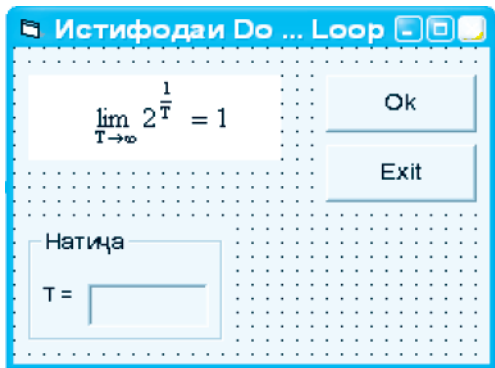 Истифодаи Do ... Loop
lim 2^(1/T) = 1
T→∞
Ok
Exit
Натиҷа
T =